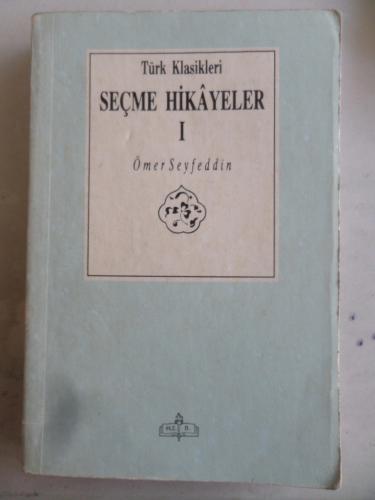 Türk Klasikleri
SEÇME HİKÂYELER
I
Ömer Seyfeddin
M.E. B.